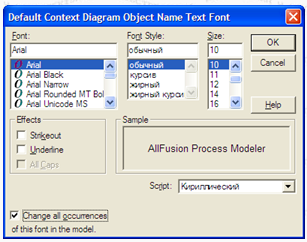 Default Context Diagram Object Name Text Font
Font: Font Style: Size:
Arial обычный 10 OK
Arial обычный 10 Cancel
Arial Black курсив 11
Arial Narrow жирный 12
Arial Rounded MT Bol жирный курси 14 Help
Arial Unicode MS 16
Effects Sample
Strikeout
Underline AllFusion Process Modeler
All Caps
Script: Кириллический
Change all occurrences
of this font in the model.